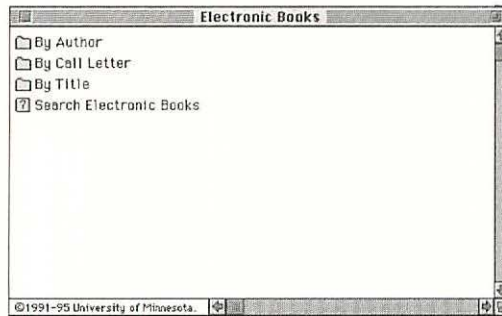 Electronic Books
By Author
By Call Letter
By Title
? Search Electronic Books
©1991-95 University of Minnesota.